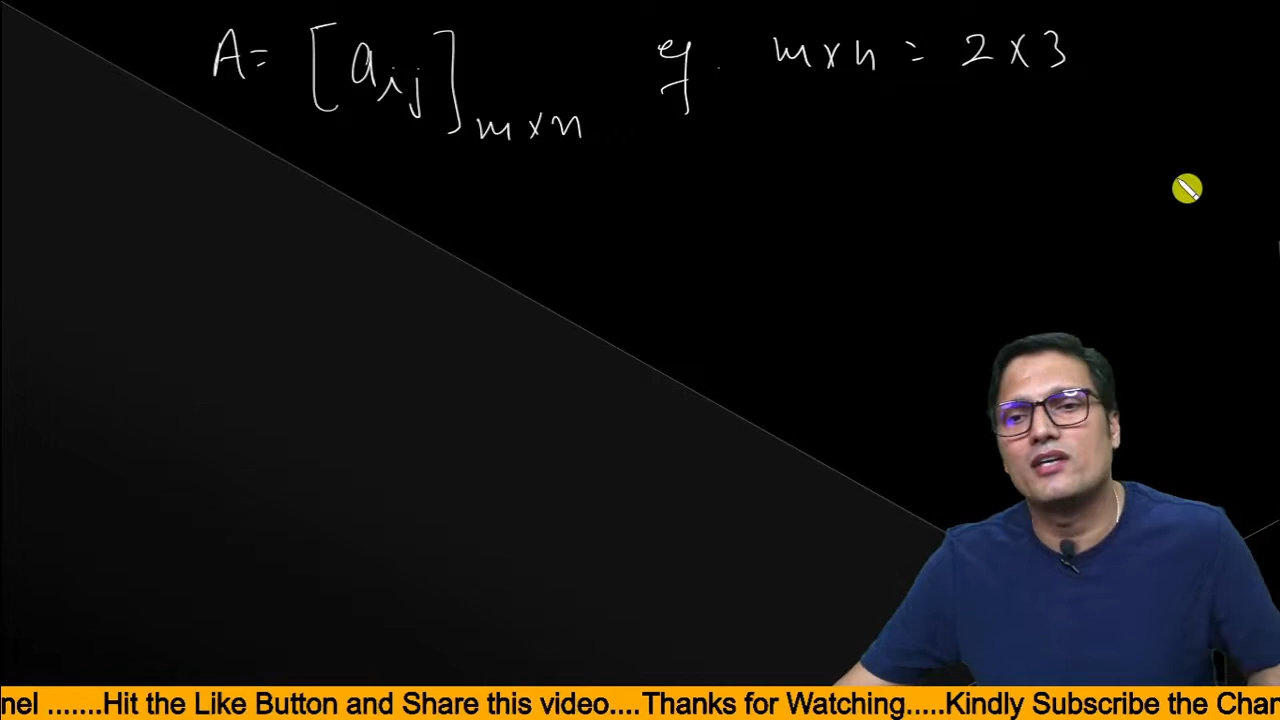 A = [aij]m×n eg. m×n = 2×3
nel .......Hit the Like Button and Share this video....Thanks for Watching.....Kindly Subscribe the Char